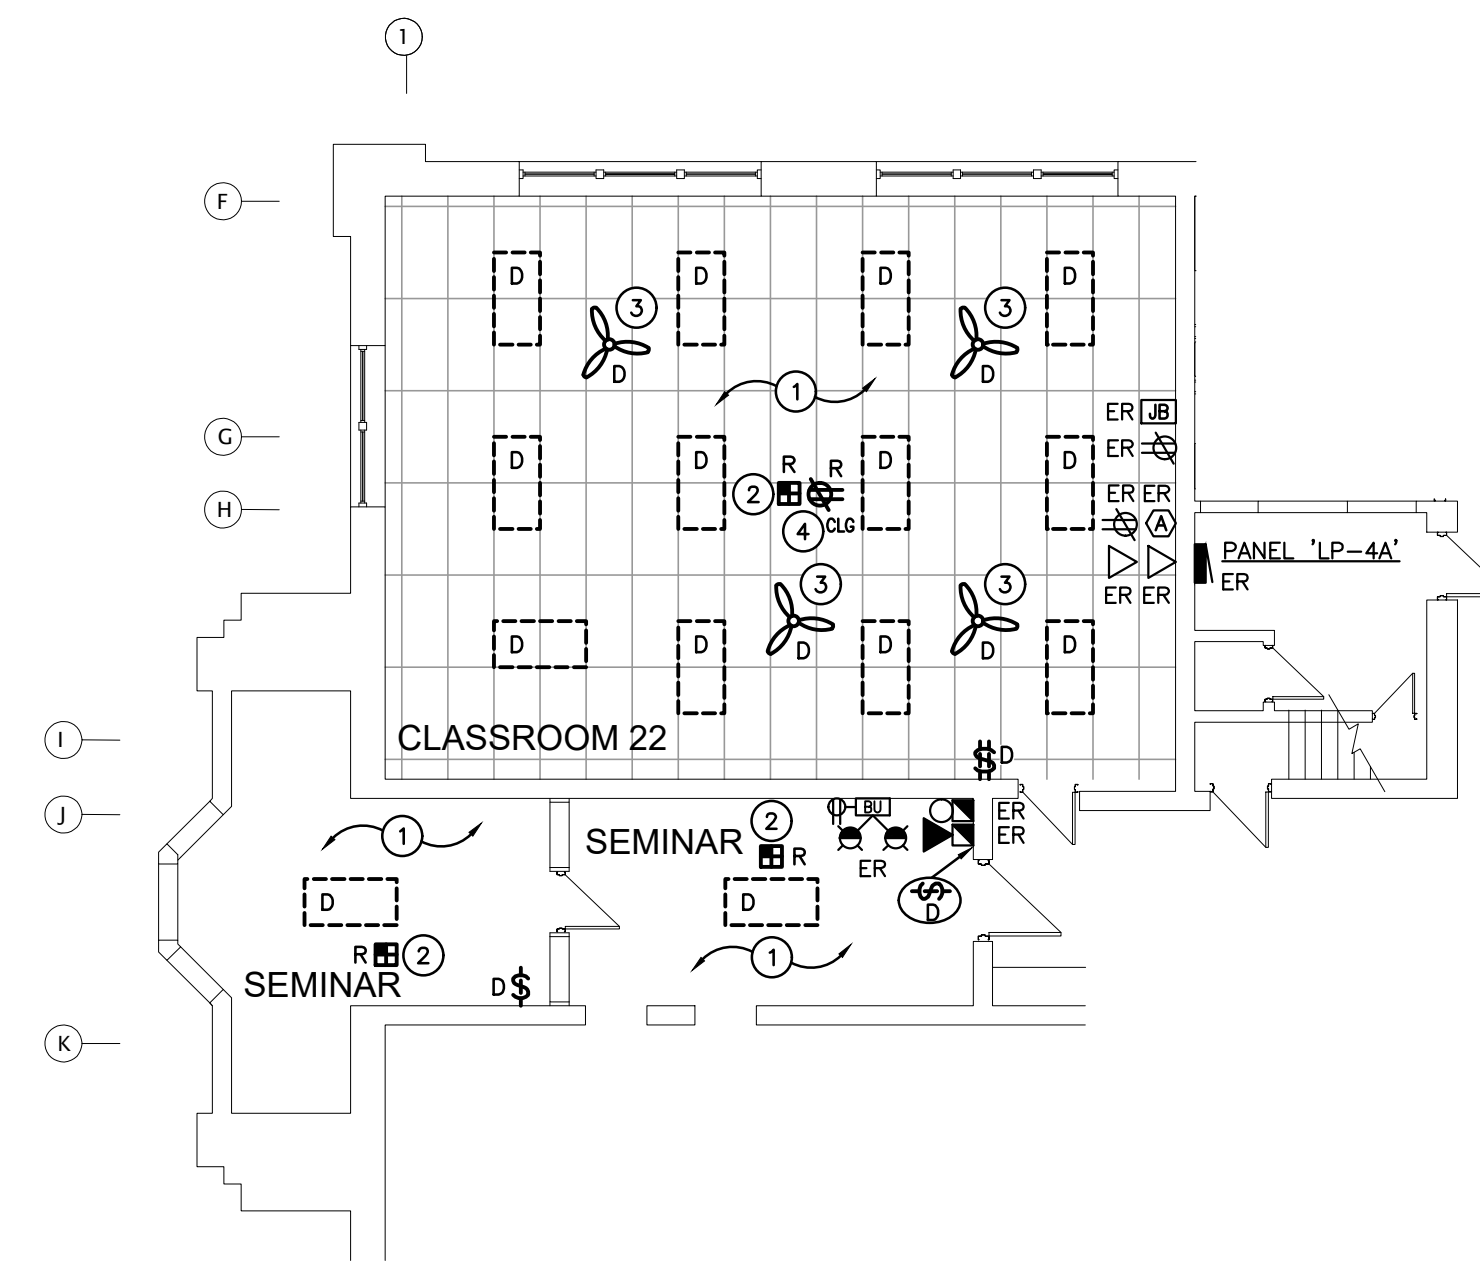 1
F
D D D D
3 3
D D
1
ER JB
G
ER
D D D D
R R
2
ER ER
H
CLG
A
4
PANEL 'LP-4A'
ER
3 3
ER ER
D D D D
D D
CLASSROOM 22
I
$ D
J
BU
ER
2
1
SEMINAR
ER
R
ER
D
D
$
D
R 2
1
SEMINAR
D $
K